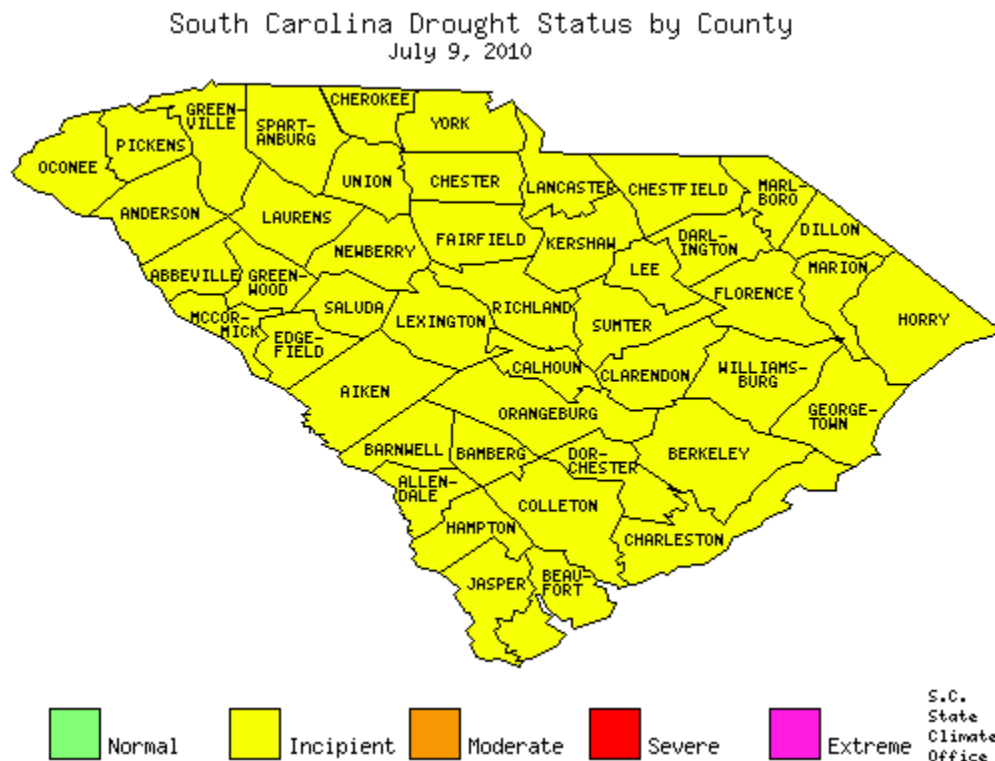 South Carolina Drought Status by County
July 9, 2010
CHEROKEE
GREEN-
VILLE
SPART-
ANBURG
YORK
PICKENS
OCONEE
UNION
CHESTER
LANCASTER
CHESTFIELD
MARL-
BORO
ANDERSON
LAURENS
DILLON
NEWBERRY
FAIRFIELD
KERSHAW
DARL-
INGTON
ABBEVILLE
GREEN-
WOOD
LEE
MARION
SALUDA
RICHLAND
FLORENCE
MCCOR-
MICK
EDGE-
FIELD
LEXINGTON
SUMTER
HORRY
CALHOUN
CLARENDON
WILLIAMS-
BURG
AIKEN
ORANGEBURG
GEORGE-
TOWN
BARNWELL
BAMBERG
DOR-
CHESTER
BERKELEY
ALLEN-
DALE
COLLETON
HAMPTON
CHARLESTON
JASPER
BEAU-
FORT
Normal
Incipient
Moderate
Severe
Extreme
S.C.
State
Climate
Office